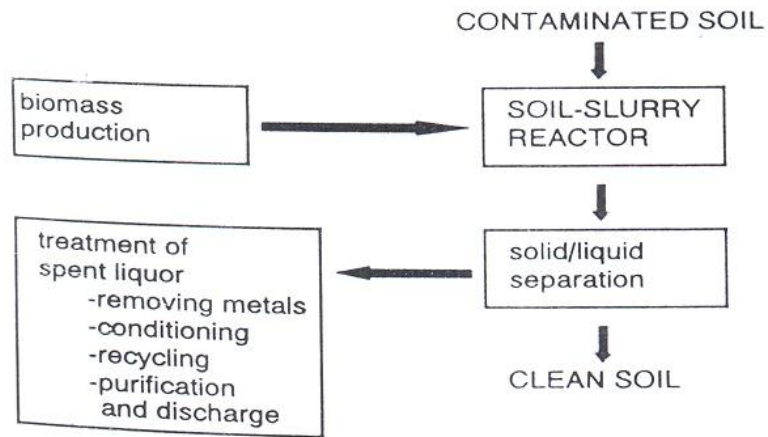 CONTAMINATED SOIL
biomass
production
SOIL-SLURRY
REACTOR
treatment of
spent liquor
-removing metals
-conditioning
-recycling
-purification
and discharge
solid/liquid
separation
CLEAN SOIL